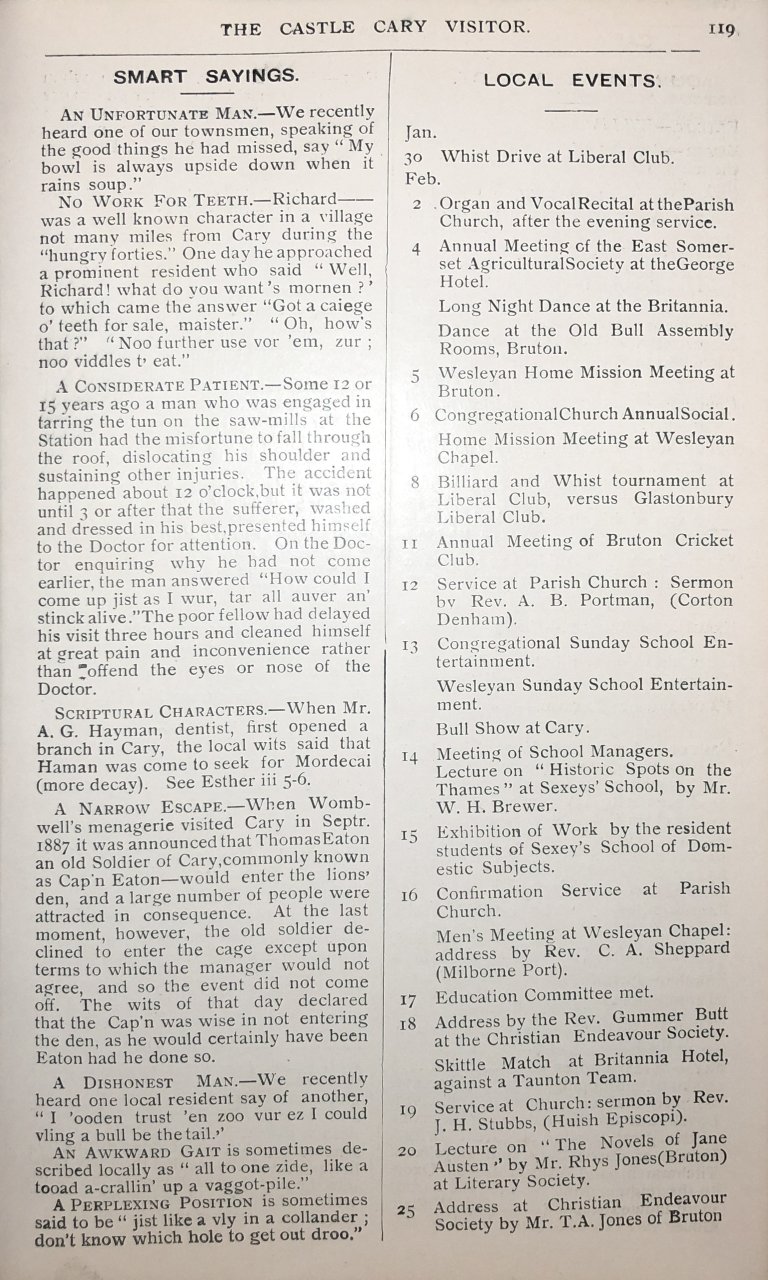 THE CASTLE CARY VISITOR.
119
SMART SAYINGS.
AN UNFORTUNATE MAN.—We recently
heard one of our townsmen, speaking of
the good things he had missed, say " My
bowl is always upside down when it
rains soup."
NO WORK FOR TEETH.—Richard——
was a well known character in a village
not many miles from Cary during the
"hungry forties." One day he approached
a prominent resident who said " Well,
Richard! what do you want 's mornen ? '
to which came the answer "Got a caiege
o' teeth for sale, maister." " Oh, how's
that ?" " Noo further use vor 'em, zur ;
noo viddles t' eat."
A CONSIDERATE PATIENT.—Some 12 or
15 years ago a man who was engaged in
tarring the tun on the saw-mills at the
Station had the misfortune to fall through
the roof, dislocating his shoulder and
sustaining other injuries. The accident
happened about 12 o'clock,but it was not
until 3 or after that the sufferer, washed
and dressed in his best,presented himself
to the Doctor for attention. On the Doc-
tor enquiring why he had not come
earlier, the man answered "How could I
come up jist as I wur, tar all auver an'
stinck alive."The poor fellow had delayed
his visit three hours and cleaned himself
at great pain and inconvenience rather
than offend the eyes or nose of the
Doctor.
SCRIPTURAL CHARACTERS.—When Mr.
A. G. Hayman, dentist, first opened a
branch in Cary, the local wits said that
Haman was come to seek for Mordecai
(more decay). See Esther iii 5-6.
A NARROW ESCAPE.—When Womb-
well's menagerie visited Cary in Septr.
1887 it was announced that ThomasEaton
an old Soldier of Cary,commonly known
as Cap'n Eaton—would enter the lions'
den, and a large number of people were
attracted in consequence. At the last
moment, however, the old soldier de-
clined to enter the cage except upon
terms to which the manager would not
agree, and so the event did not come
off. The wits of that day declared
that the Cap'n was wise in not entering
the den, as he would certainly have been
Eaton had he done so.
A DISHONEST MAN.—We recently
heard one local resident say of another,
" I 'ooden trust 'en zoo vur ez I could
vling a bull be the tail.''
AN AWKWARD GAIT is sometimes de-
scribed locally as " all to one zide, like a
tooad a-crallin' up a vaggot-pile."
A PERPLEXING POSITION is sometimes
said to be " jist like a vly in a collander ;
don't know which hole to get out droo."
LOCAL EVENTS.
Jan.
30 Whist Drive at Liberal Club.
Feb.
2 Organ and VocalRecital at theParish
Church, after the evening service.
4 Annual Meeting of the East Somer-
set AgriculturalSociety at theGeorge
Hotel.
Long Night Dance at the Britannia.
Dance at the Old Bull Assembly
Rooms, Bruton.
5 Wesleyan Home Mission Meeting at
Bruton.
6 CongregationalChurch AnnualSocial.
Home Mission Meeting at Wesleyan
Chapel.
8 Billiard and Whist tournament at
Liberal Club, versus Glastonbury
Liberal Club.
11 Annual Meeting of Bruton Cricket
Club.
12 Service at Parish Church : Sermon
by Rev. A. B. Portman, (Corton
Denham).
13 Congregational Sunday School En-
tertainment.
Wesleyan Sunday School Entertain-
ment.
Bull Show at Cary.
14 Meeting of School Managers.
Lecture on " Historic Spots on the
Thames " at Sexeys' School, by Mr.
W. H. Brewer.
15 Exhibition of Work by the resident
students of Sexey's School of Dom-
estic Subjects.
16 Confirmation Service at Parish
Church.
Men's Meeting at Wesleyan Chapel:
address by Rev. C. A. Sheppard
(Milborne Port).
17 Education Committee met.
18 Address by the Rev. Gummer Butt
at the Christian Endeavour Society.
Skittle Match at Britannia Hotel,
against a Taunton Team.
19 Service at Church: sermon by Rev.
J. H. Stubbs, (Huish Episcopi).
20 Lecture on " The Novels of Jane
Austen '' by Mr. Rhys Jones(Bruton)
at Literary Society.
25 Address at Christian Endeavour
Society by Mr. T.A. Jones of Bruton